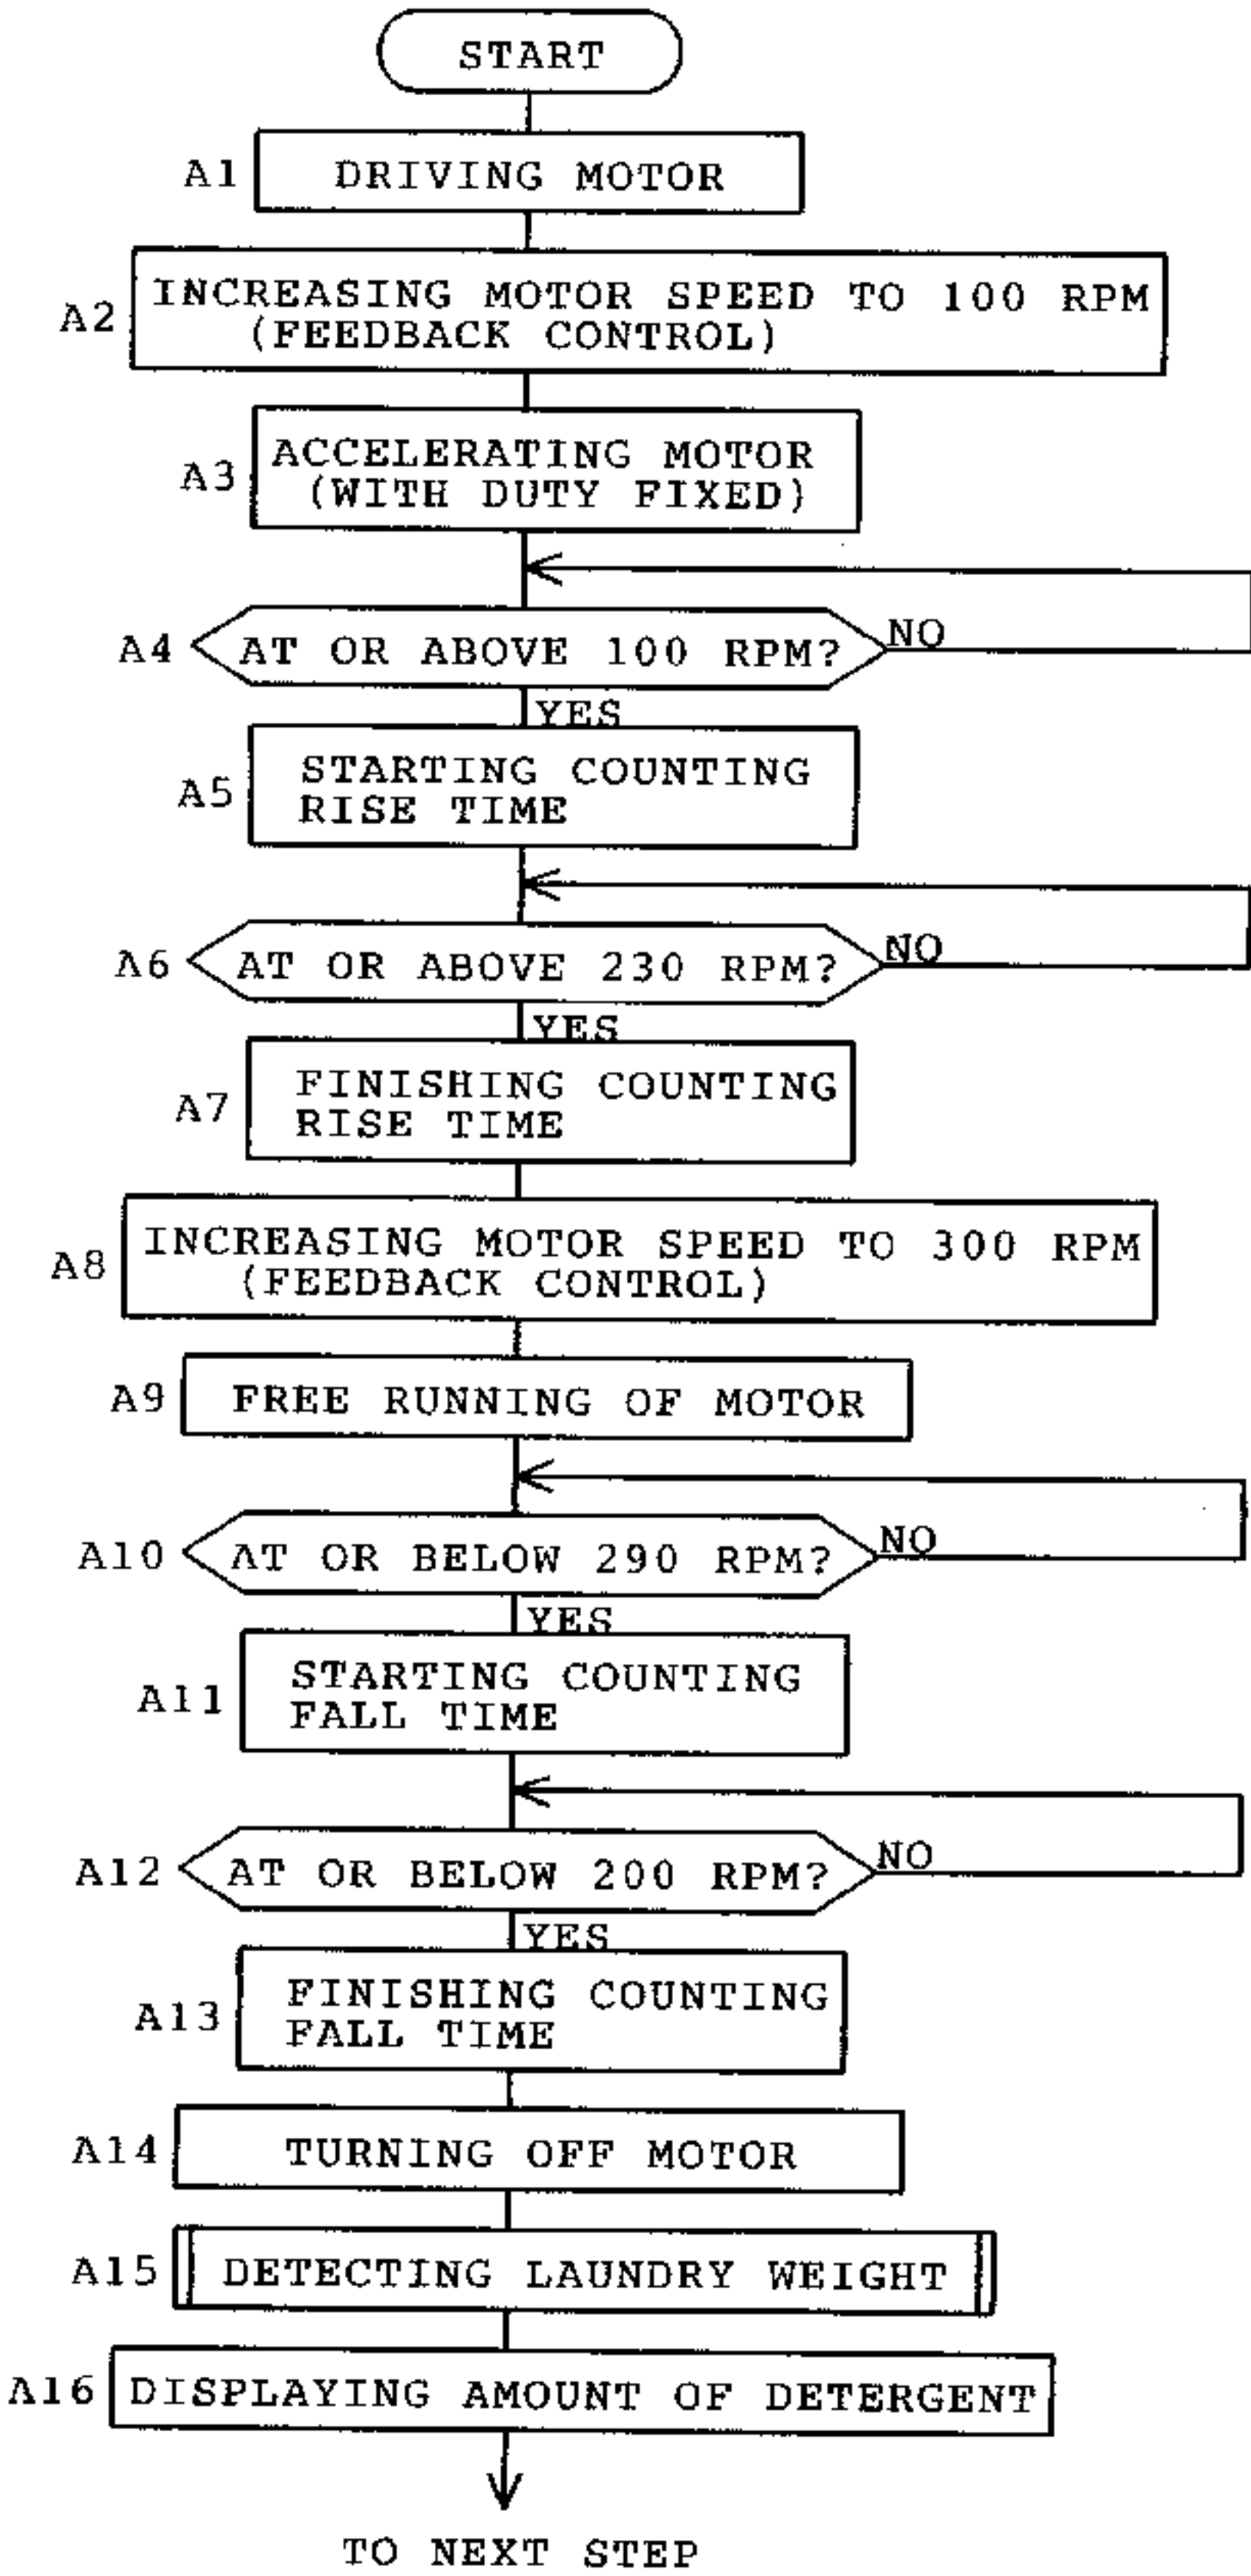 START
A1 DRIVING MOTOR
A2 INCREASING MOTOR SPEED TO 100 RPM
(FEEDBACK CONTROL)
A3 ACCELERATING MOTOR
(WITH DUTY FIXED)
A4 AT OR ABOVE 100 RPM? NO
YES
A5 STARTING COUNTING
RISE TIME
A6 AT OR ABOVE 230 RPM? NO
YES
A7 FINISHING COUNTING
RISE TIME
A8 INCREASING MOTOR SPEED TO 300 RPM
(FEEDBACK CONTROL)
A9 FREE RUNNING OF MOTOR
A10 AT OR BELOW 290 RPM? NO
YES
A11 STARTING COUNTING
FALL TIME
A12 AT OR BELOW 200 RPM? NO
YES
A13 FINISHING COUNTING
FALL TIME
A14 TURNING OFF MOTOR
A15 DETECTING LAUNDRY WEIGHT
A16 DISPLAYING AMOUNT OF DETERGENT
TO NEXT STEP